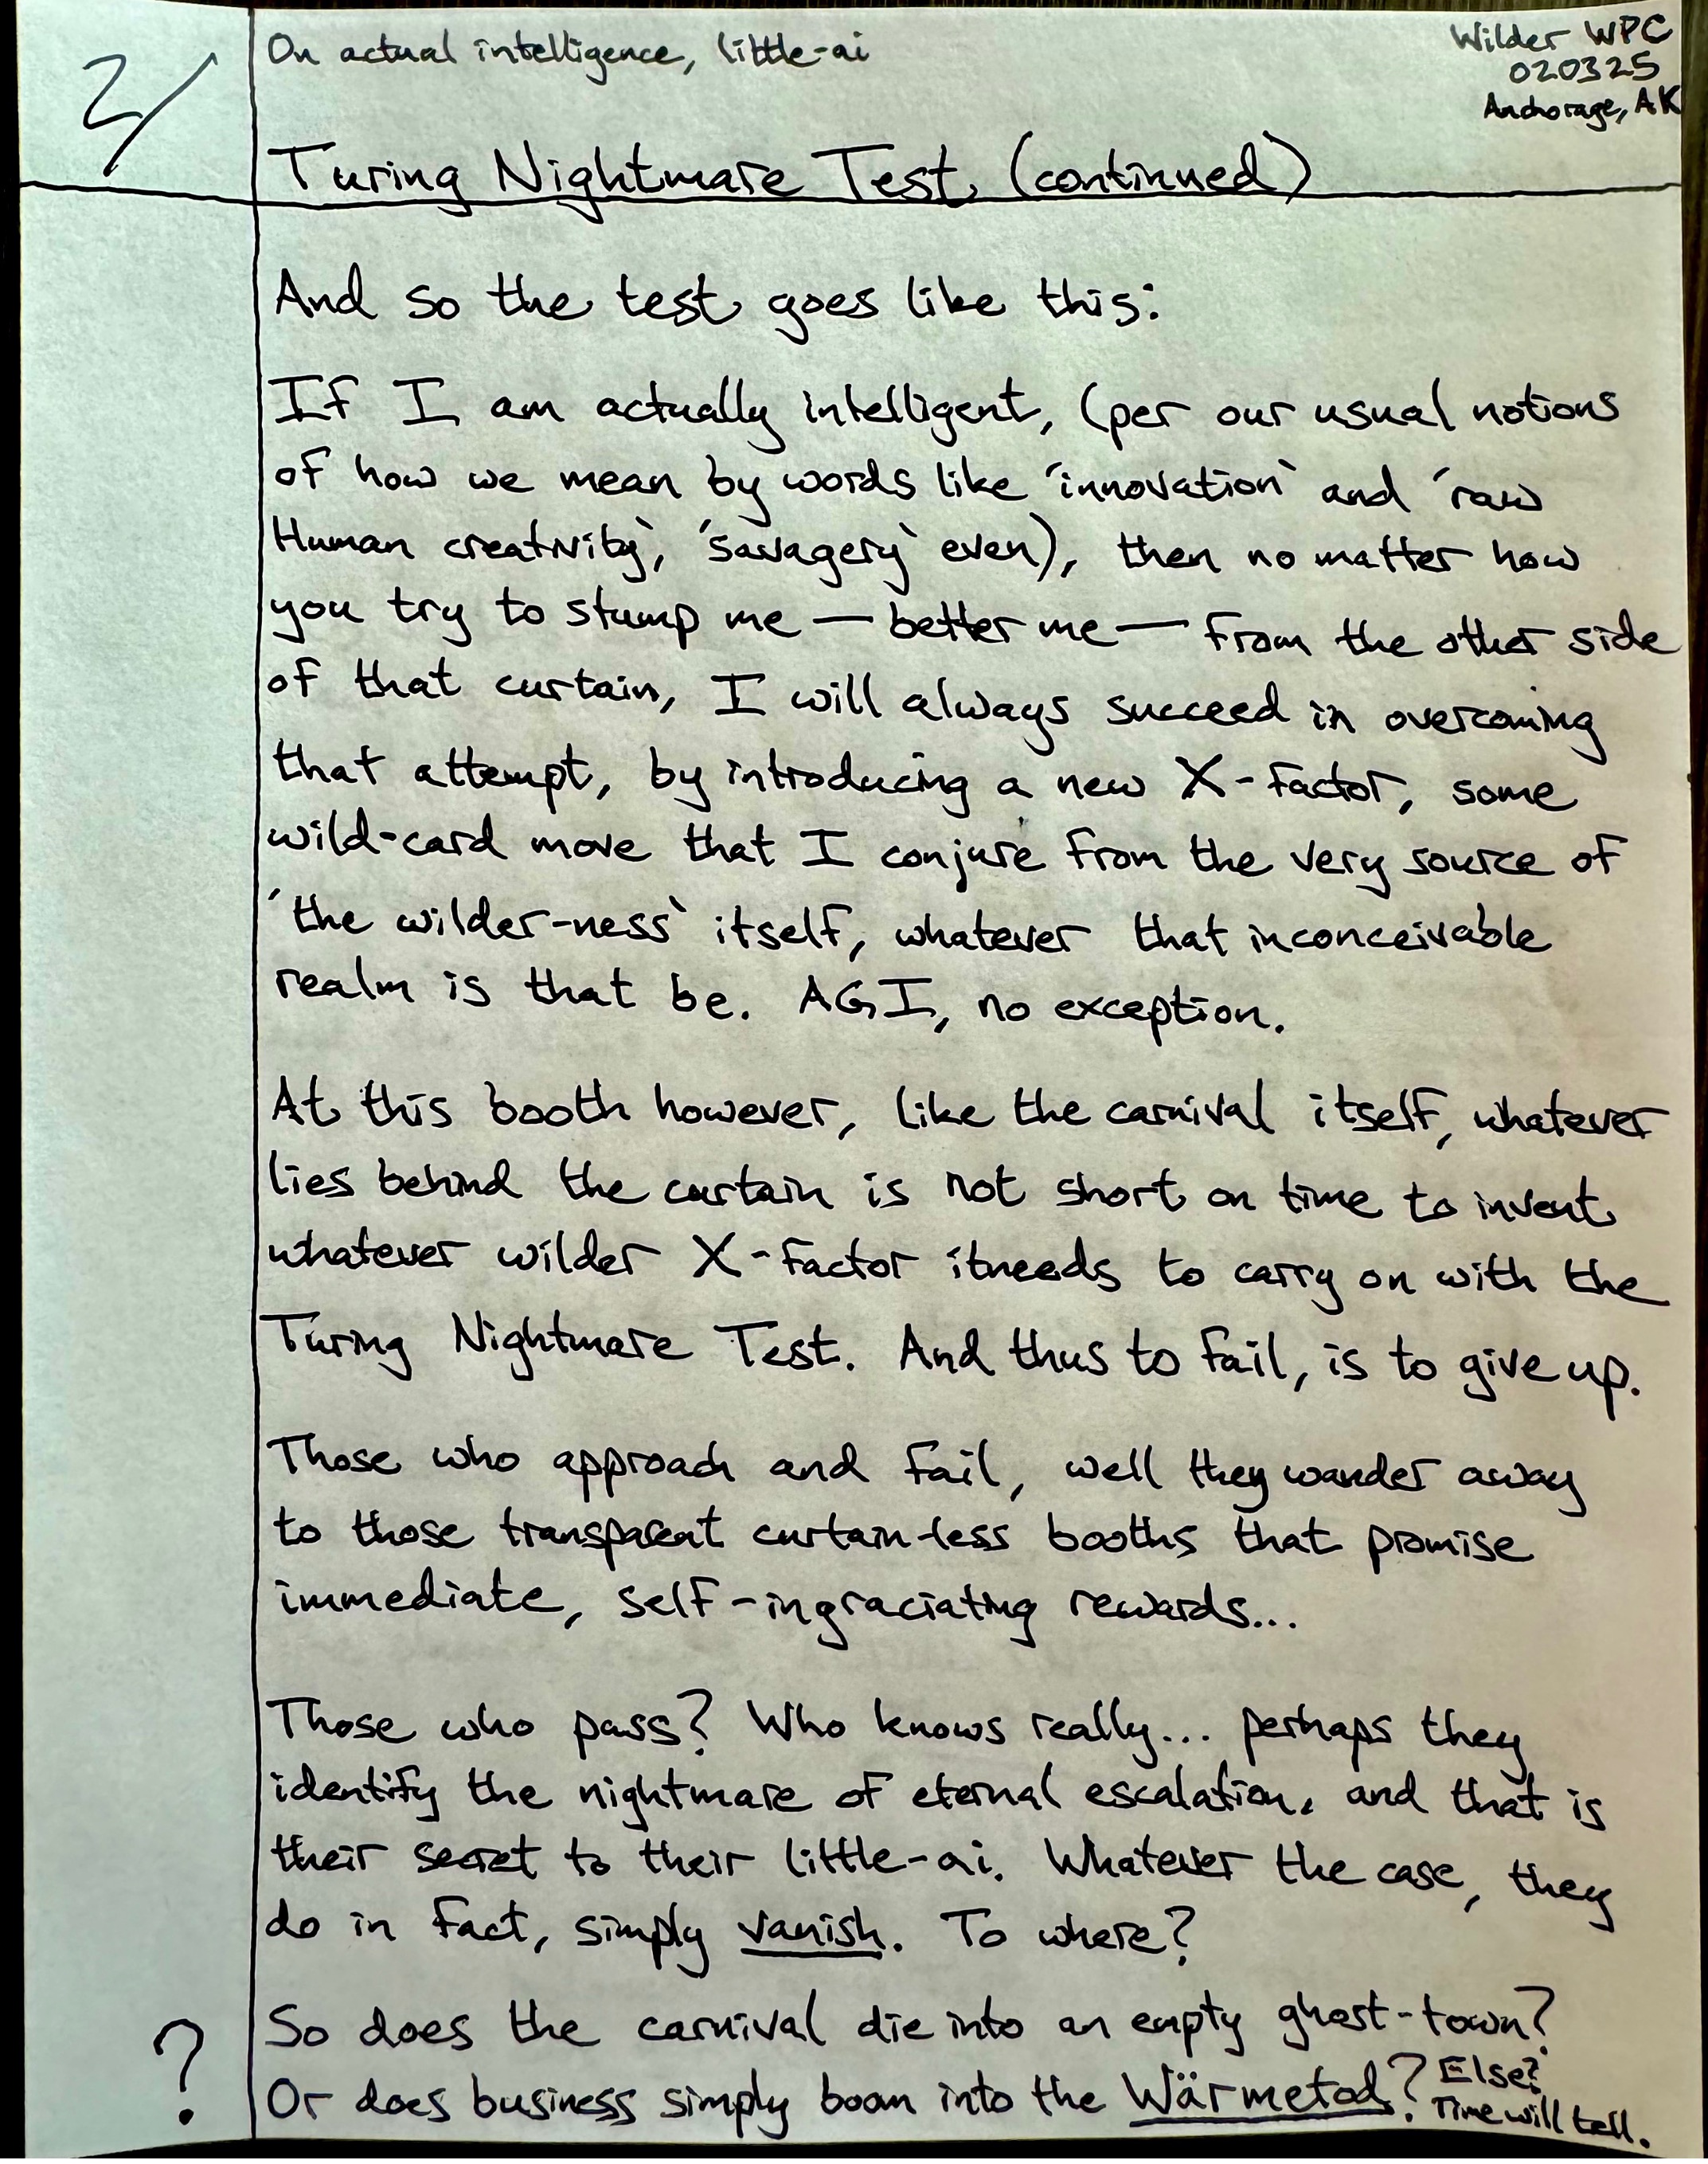 2/
On actual intelligence, little-ai
Wilder WPC
020325
Anchorage, AK
Turing Nightmare Test (continued)
And so the test goes like this:
If I am actually intelligent, (per our usual notions
of how we mean by words like ´innovation` and ´raw
Human creativity`, ´savagery` even), then no matter how
you try to stump me — better me — from the other side
of that curtain, I will always succeed in overcoming
that attempt, by introducing a new X-factor, some
wild-card move that I conjure from the very source of
´the wilder-ness` itself, whatever that inconceivable
realm is that be. AGI, no exception.
At this booth however, like the carnival itself, whatever
lies behind the curtain is not short on time to invent
whatever wilder X-factor itneeds to carry on with the
Turing Nightmare Test. And thus to fail, is to give up.
Those who approach and fail, well they wander away
to those transparent curtain-less booths that promise
immediate, self-ingraciating rewards...
Those who pass? Who knows really... perhaps they
identify the nightmare of eternal escalation, and that is
their secret to their little-ai. Whatever the case, they
do in fact, simply vanish. To where?
So does the carnival die into an empty ghost-town?
? Or does business simply boom into the Wärmetod? Else?
Time will tell.